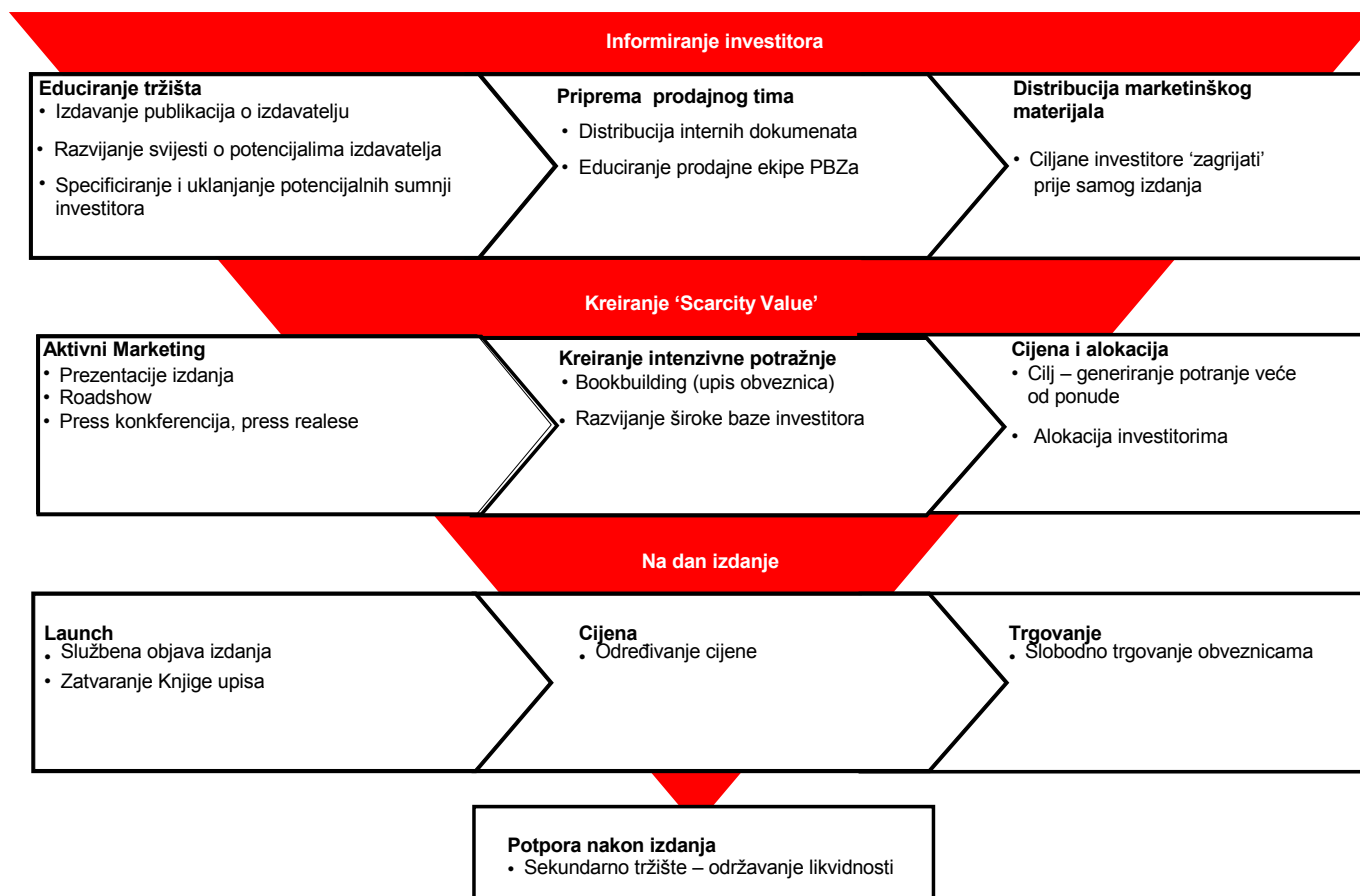 Informiranje investitora
Educiranje tržišta
• Izdavanje publikacija o izdavatelju
• Razvijanje svijesti o potencijalima izdavatelja
• Specificiranje i uklanjanje potencijalnih sumnji
investitora
Priprema prodajnog tima
• Distribucija internih dokumenata
• Educiranje prodajne ekipe PBZa
Distribucija marketinškog
materijala
• Ciljane investitore ‘zagrijati’
prije samog izdanja
Kreiranje ‘Scarcity Value’
Aktivni Marketing
• Prezentacije izdanja
• Roadshow
• Press konkferencija, press realese
Kreiranje intenzivne potražnje
• Bookbuilding (upis obveznica)
• Razvijanje široke baze investitora
Cijena i alokacija
• Cilj – generiranje potranje veće
od ponude
• Alokacija investitorima
Na dan izdanje
Launch
• Službena objava izdanja
• Zatvaranje Knjige upisa
Cijena
• Određivanje cijene
Trgovanje
• Slobodno trgovanje obveznicama
Potpora nakon izdanja
• Sekundarno tržište – održavanje likvidnosti